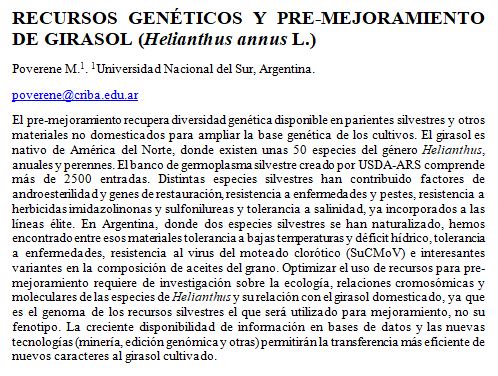 RECURSOS GENÉTICOS Y PRE-MEJORAMIENTO
DE GIRASOL (Helianthus annus L.)
Poverene M.¹. ¹Universidad Nacional del Sur, Argentina.
poverene@criba.edu.ar
El pre-mejoramiento recupera diversidad genética disponible en parientes silvestres y otros
materiales no domesticados para ampliar la base genética de los cultivos. El girasol es
nativo de América del Norte, donde existen unas 50 especies del género Helianthus,
anuales y perennes. El banco de germoplasma silvestre creado por USDA-ARS comprende
más de 2500 entradas. Distintas especies silvestres han contribuido factores de
androesterilidad y genes de restauración, resistencia a enfermedades y pestes, resistencia a
herbicidas imidazolinonas y sulfonilureas y tolerancia a salinidad, ya incorporados a las
líneas élite. En Argentina, donde dos especies silvestres se han naturalizado, hemos
encontrado entre esos materiales tolerancia a bajas temperaturas y déficit hídrico, tolerancia
a enfermedades, resistencia al virus del moteado clorótico (SuCMoV) e interesantes
variantes en la composición de aceites del grano. Optimizar el uso de recursos para pre-
mejoramiento requiere de investigación sobre la ecología, relaciones cromosómicas y
moleculares de las especies de Helianthus y su relación con el girasol domesticado, ya que
es el genoma de los recursos silvestres el que será utilizado para mejoramiento, no su
fenotipo. La creciente disponibilidad de información en bases de datos y las nuevas
tecnologías (minería, edición genómica y otras) permitirán la transferencia más eficiente de
nuevos caracteres al girasol cultivado.